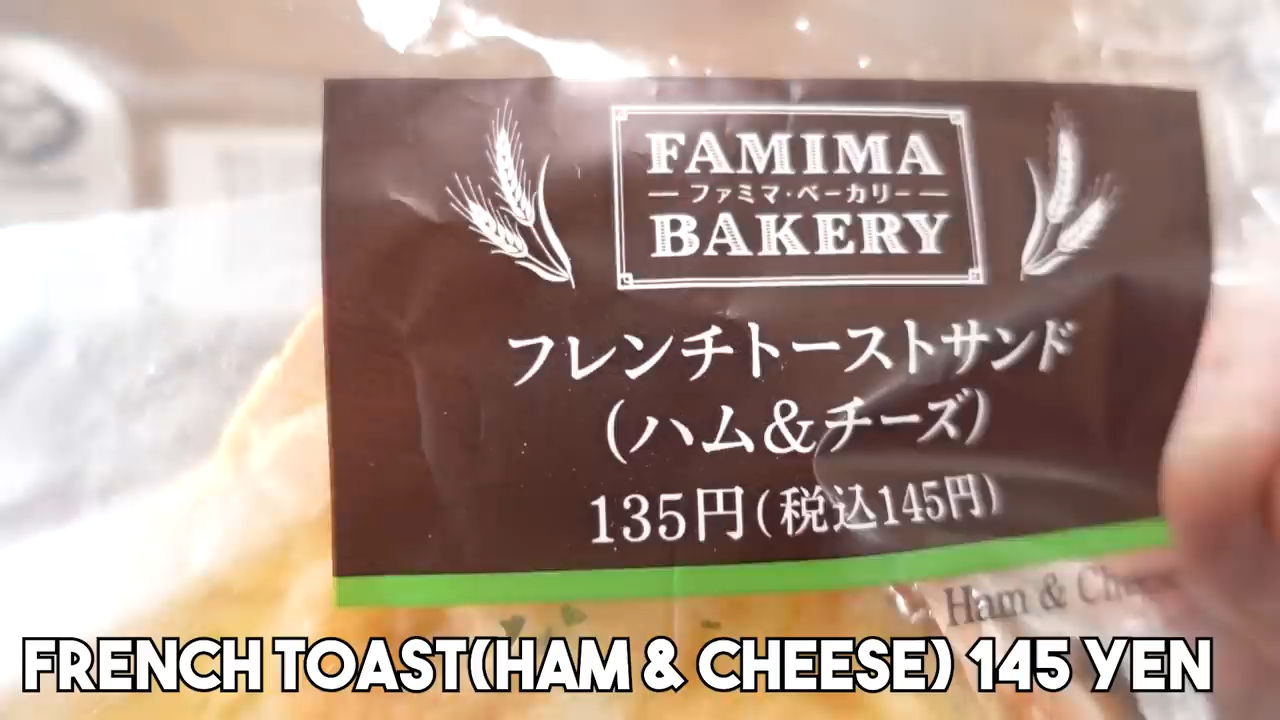 FAMIMA
ファミマ・ベーカリー
BAKERY
フレンチトーストサンド
(ハム&チーズ)
135円(税込145円)
Ham &
FRENCH TOAST(HAM & CHEESE) 145 YEN